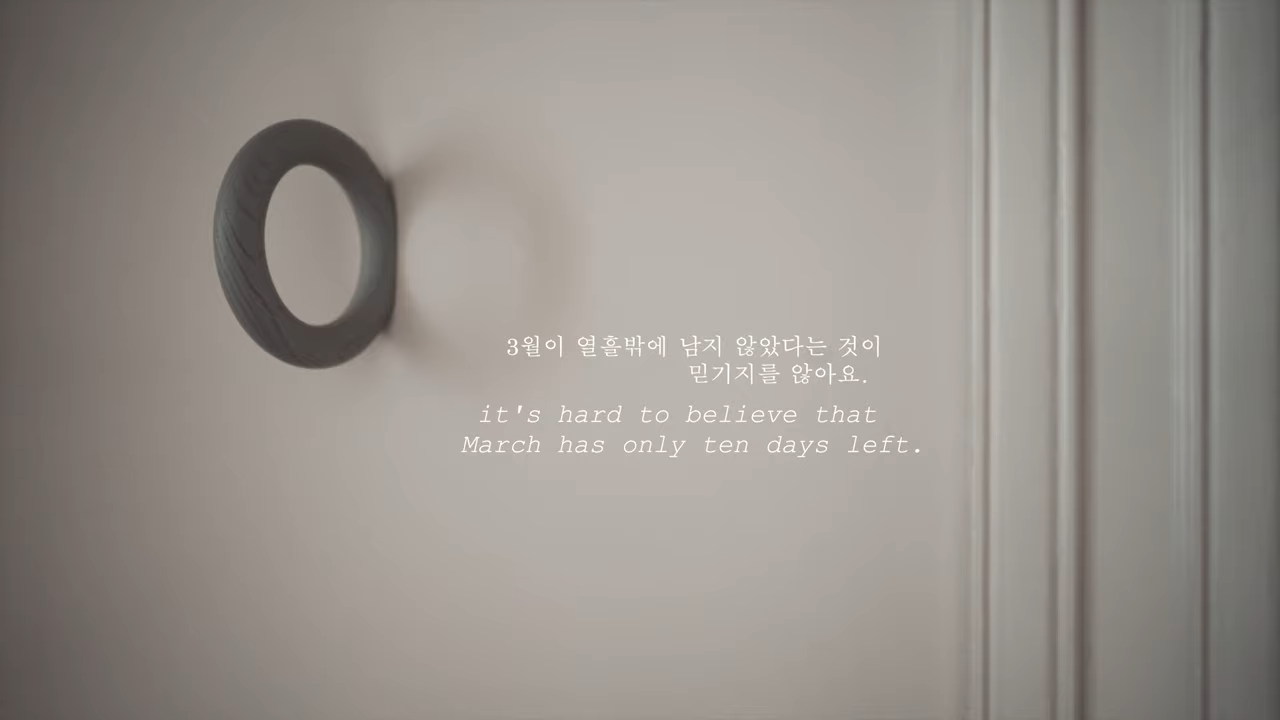 3월이 열흘밖에 남지 않았다는 것이
믿기지를 않아요.
it's hard to believe that
March has only ten days left.